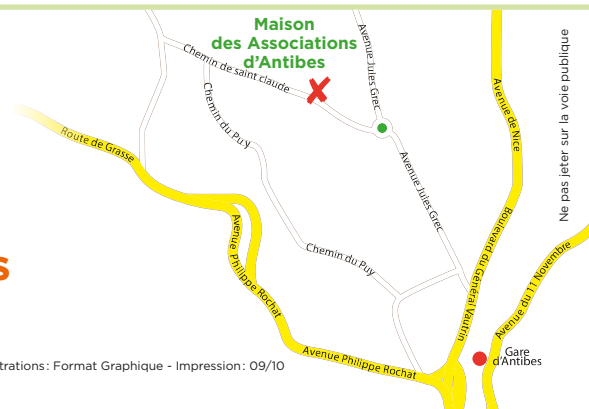 Maison
des Associations
d'Antibes
Chemin de saint claude
Avenue Jules Grec
Chemin du Puy
Avenue de Nice
Ne pas jeter sur la voie publique
Route de Grasse
Avenue Jules Grec
Avenue Philippe Rochat
Chemin du Puy
Boulevard du Général Vautrin
Avenue du 11 Novembre
Avenue Philippe Rochat
Gare
d'Antibes
trations: Format Graphique - Impression: 09/10
s